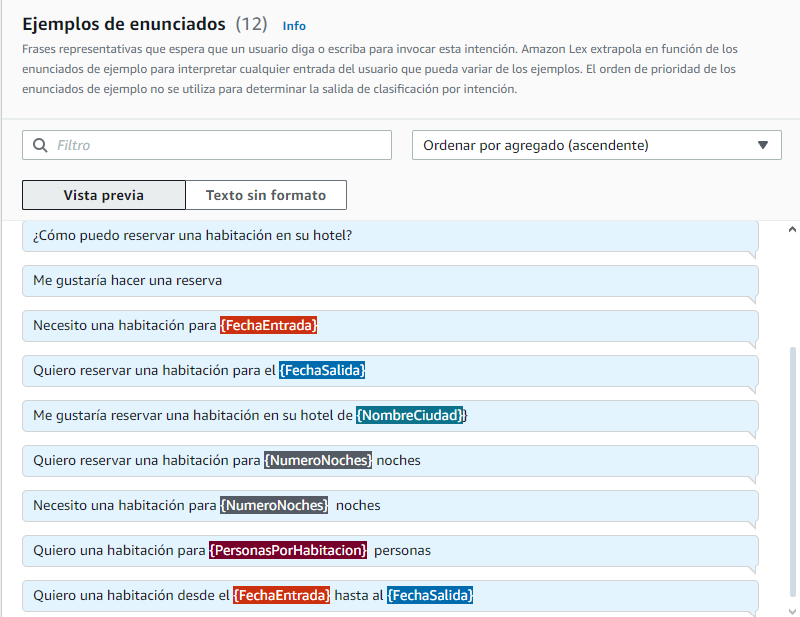 Ejemplos de enunciados (12) Info
Frases representativas que espera que un usuario diga o escriba para invocar esta intención. Amazon Lex extrapola en función de los
enunciados de ejemplo para interpretar cualquier entrada del usuario que pueda variar de los ejemplos. El orden de prioridad de los
enunciados de ejemplo no se utiliza para determinar la salida de clasificación por intención.
Filtro
Ordenar por agregado (ascendente)
Vista previa
Texto sin formato
¿Cómo puedo reservar una habitación en su hotel?
Me gustaría hacer una reserva
Necesito una habitación para {FechaEntrada}
Quiero reservar una habitación para el {FechaSalida}
Me gustaría reservar una habitación en su hotel de {NombreCiudad}}
Quiero reservar una habitación para {NumeroNoches} noches
Necesito una habitación para {NumeroNoches} noches
Quiero una habitación para {PersonasPorHabitacion} personas
Quiero una habitación desde el {FechaEntrada} hasta al {FechaSalida}